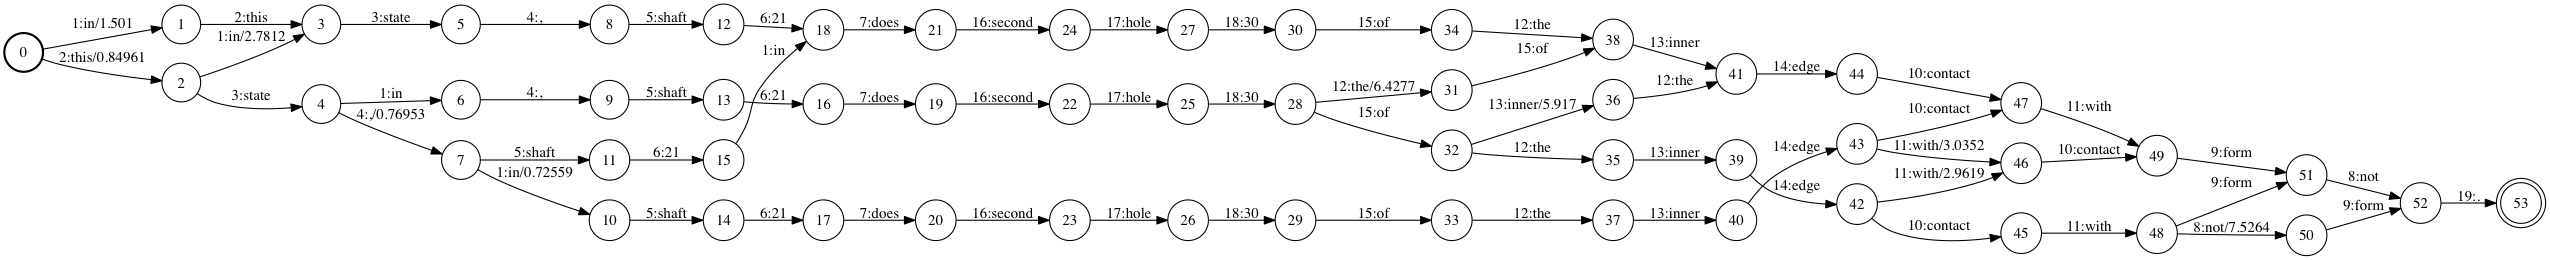 1:in/1.501 2:this 3:state 4:, 5:shaft 6:21 7:does 16:second 17:hole 18:30 15:of 12:the
0 1 3 5 8 12 18 21 24 27 30 34 38
2:this/0.84961 1:in/2.7812 1:in 15:of 13:inner
2 41 14:edge 44 10:contact
3:state 1:in 4:, 5:shaft 6:21 7:does 16:second 17:hole 18:30 12:the/6.4277 12:the
4 6 9 13 16 19 22 25 28 31 36 47
4:,/0.76953 15:of 13:inner/5.917 10:contact 11:with
7 5:shaft 11 6:21 15 32 12:the 35 13:inner 39 14:edge 43 11:with/3.0352 46 10:contact 49 9:form 51 8:not
1:in/0.72559 14:edge 42 11:with/2.9619 9:form 52 19:. 53
10 5:shaft 14 6:21 17 7:does 20 16:second 23 17:hole 26 18:30 29 15:of 33 12:the 37 13:inner 40 10:contact 45 11:with 48 8:not/7.5264 50 9:form